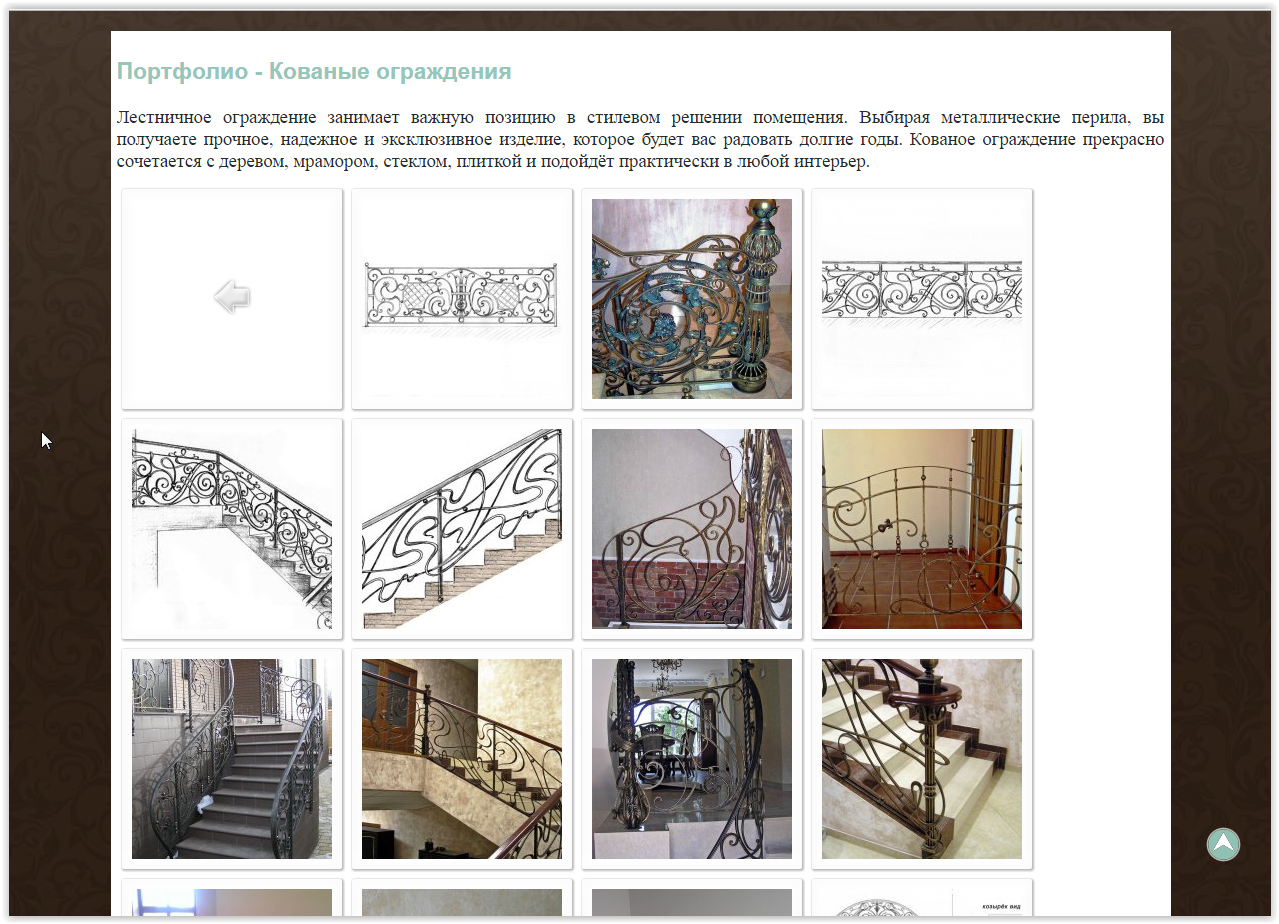 Портфолио - Кованые ограждения
Лестничное ограждение занимает важную позицию в стилевом решении помещения. Выбирая металлические перила, вы
получаете прочное, надежное и эксклюзивное изделие, которое будет вас радовать долгие годы. Кованое ограждение прекрасно
сочетается с деревом, мрамором, стеклом, плиткой и подойдёт практически в любой интерьер.
козырёк вид